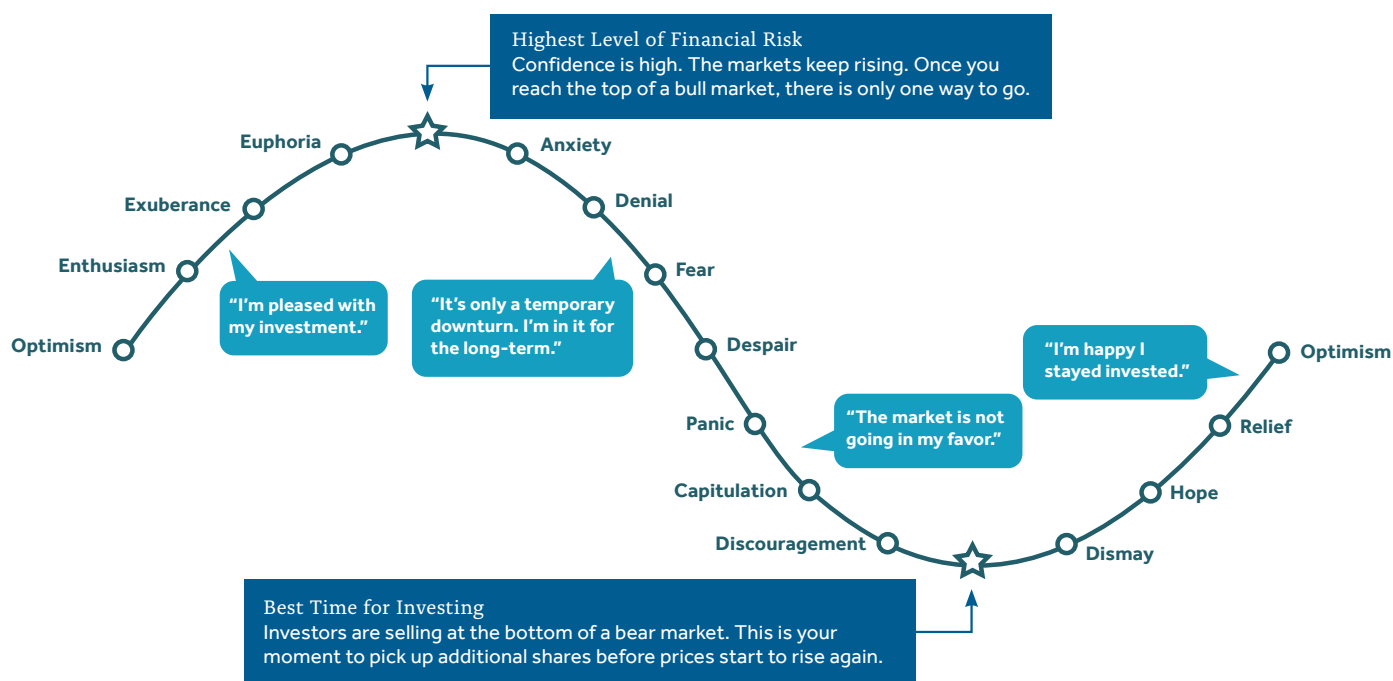 Highest Level of Financial Risk
Confidence is high. The markets keep rising. Once you
reach the top of a bull market, there is only one way to go.
Euphoria
Anxiety
Exuberance
Denial
Enthusiasm
Fear
“I’m pleased with
my investment.”
“It’s only a temporary
downturn. I’m in it for
the long-term.”
Optimism
Despair
“I’m happy I
stayed invested.”
Optimism
Panic
“The market is not
going in my favor.”
Relief
Capitulation
Hope
Discouragement
Dismay
Best Time for Investing
Investors are selling at the bottom of a bear market. This is your
moment to pick up additional shares before prices start to rise again.